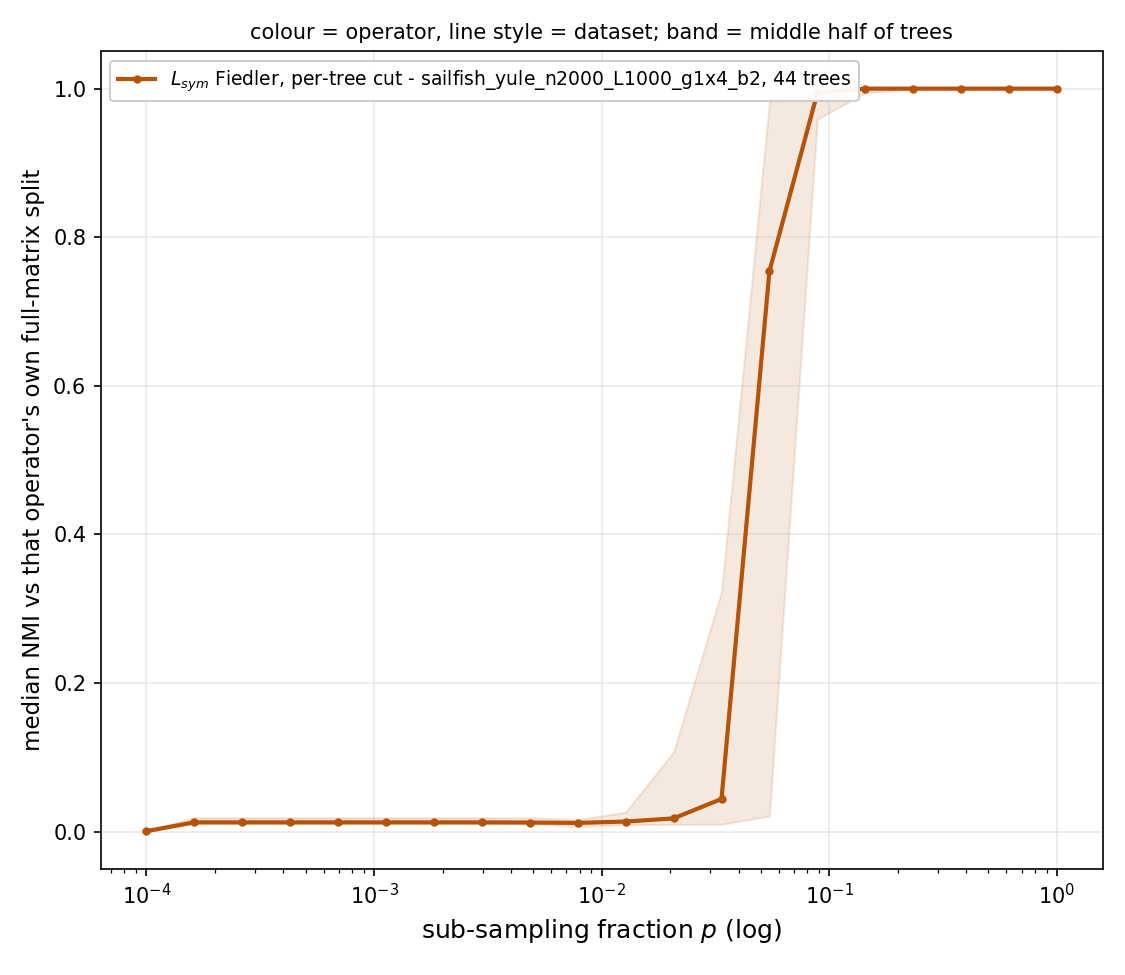 colour = operator, line style = dataset; band = middle half of trees
L_sym Fiedler, per-tree cut - sailfish_yule_n2000_L1000_g1x4_b2, 44 trees
median NMI vs that operator's own full-matrix split
1.0
0.8
0.6
0.4
0.2
0.0
10^-4
10^-3
10^-2
10^-1
10^0
sub-sampling fraction p (log)